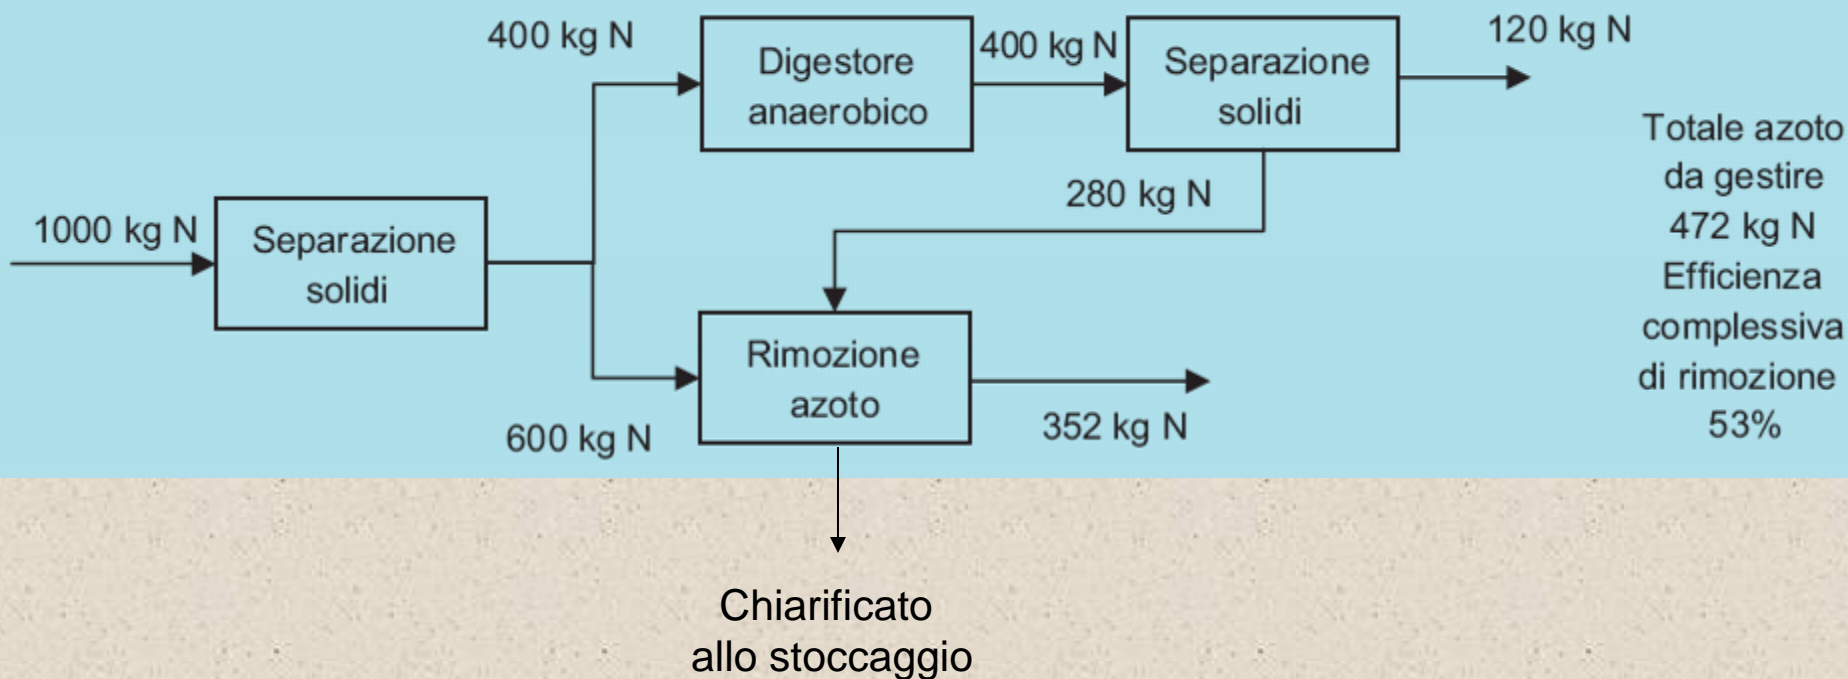 400 kg N
Digestore
anaerobico
400 kg N
Separazione
solidi
120 kg N
Totale azoto
da gestire
472 kg N
Efficienza
complessiva
di rimozione
53%
280 kg N
1000 kg N
Separazione
solidi
Rimozione
azoto
600 kg N
352 kg N
Chiarificato
allo stoccaggio